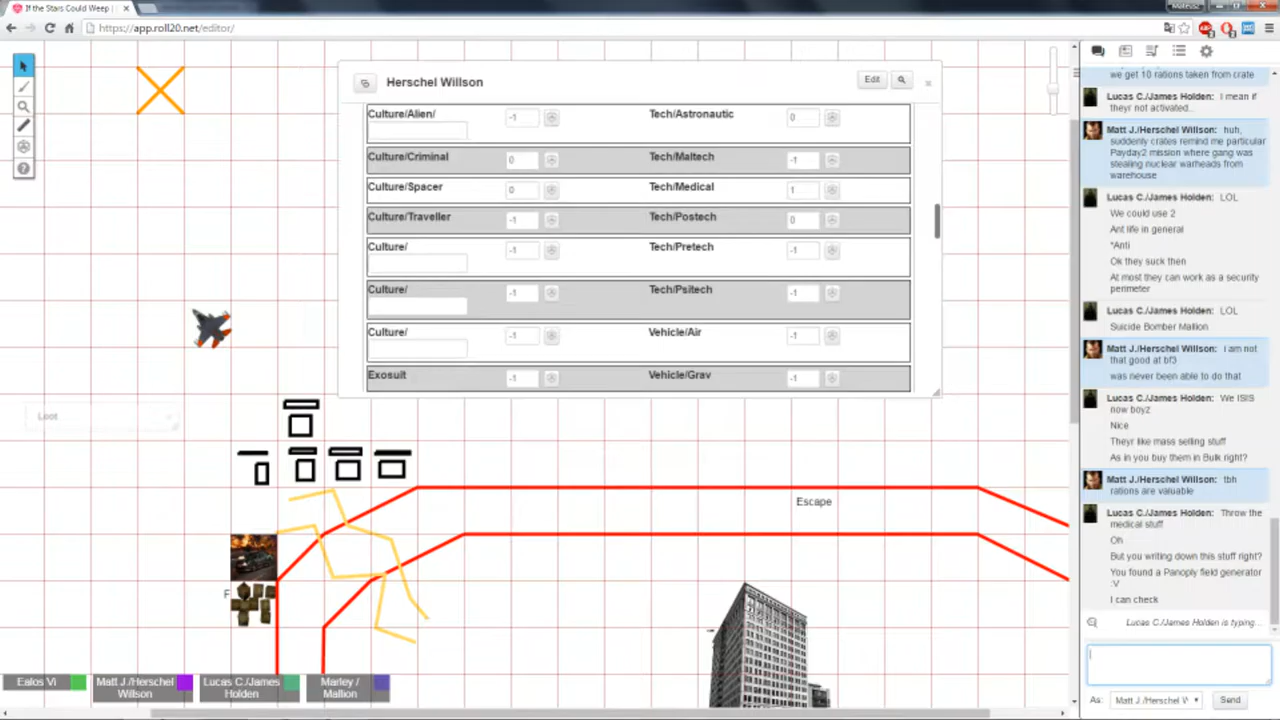 If the Stars Could Weep |
https://app.roll20.net/editor/
Herschel Willson
Edit
Culture/Alien/ -1 Tech/Astronautic 0
Culture/Criminal 0 Tech/Maltech -1
Culture/Spacer 0 Tech/Medical 1
Culture/Traveller -1 Tech/Postech 0
Culture/ -1 Tech/Pretech -1
Culture/ -1 Tech/Psitech -1
Culture/ -1 Vehicle/Air -1
Exosuit -1 Vehicle/Grav -1
Loot
Escape
F
Ealos Vi
Matt J./Herschel
Willson
Lucas C./James
Holden
Marley /
Mallion
we get 10 rations taken from crate
Lucas C./James Holden: I mean if
theyr not activated..
Matt J./Herschel Willson: huh,
suddenly crates remind me particular
Payday2 mission where gang was
stealing nuclear warheads from
warehouse
Lucas C./James Holden: LOL
We could use 2
Ant life in general
*Anti
Ok they suck then
At most they can work as a security
perimeter
Lucas C./James Holden: LOL
Suicide Bomber Mallion
Matt J./Herschel Willson: i am not
that good at bf3
was never been able to do that
Lucas C./James Holden: We ISIS
now boyz
Nice
Theyr like mass selling stuff
As in you buy them in Bulk right?
Matt J./Herschel Willson: tbh
rations are valuable
Lucas C./James Holden: Throw the
medical stuff
Oh
But you writing down this stuff right?
You found a Panoply field generator
:V
I can check
Lucas C./James Holden is typing...
As: Matt J./Herschel W
Send